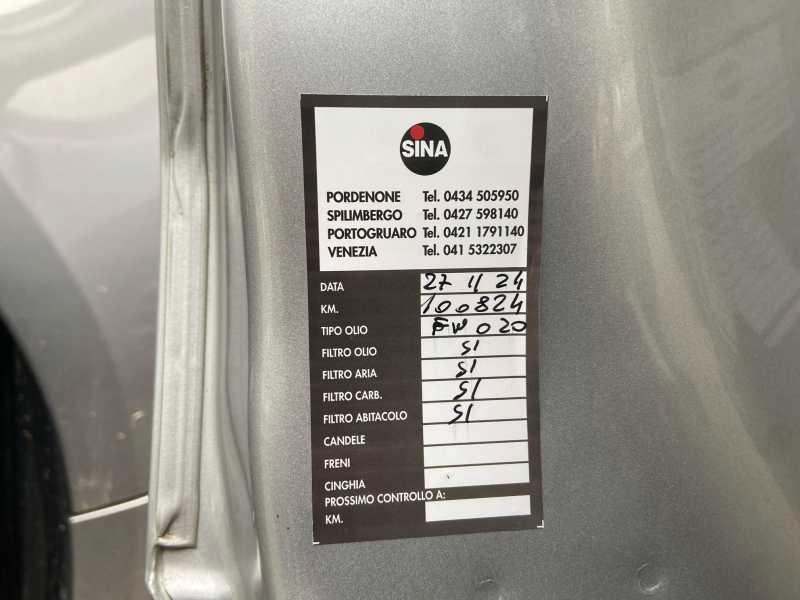 SINA
PORDENONE Tel. 0434 505950
SPILIMBERGO Tel. 0427 598140
PORTOGRUARO Tel. 0421 1791140
VENEZIA Tel. 041 5322307
DATA 27 11 24
KM. 100824
TIPO OLIO FW 020
FILTRO OLIO SI
FILTRO ARIA SI
FILTRO CARB. SI
FILTRO ABITACOLO SI
CANDELE
FRENI
CINGHIA
PROSSIMO CONTROLLO A:
KM.